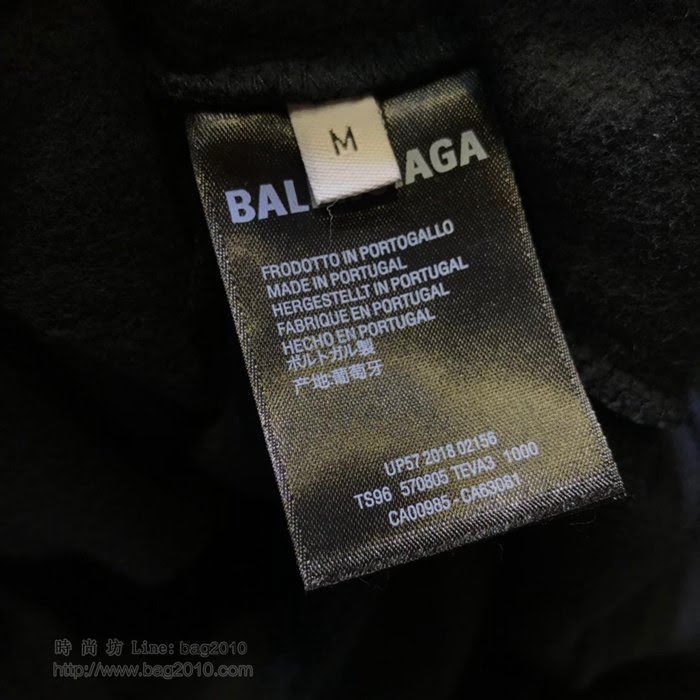 M
BAL AGA
FRODOTTO IN PORTOGALLO
MADE IN PORTUGAL
HERGESTELLT IN PORTUGAL
FABRIQUE EN PORTUGAL
HECHO EN PORTUGAL
ポルトガル製
产地:葡萄牙
UP57 2018 02156
TS96 570805 TEVA3 1000
CA00985 - CA63081
時尚坊 Line: bag2010
http://www.bag2010.com